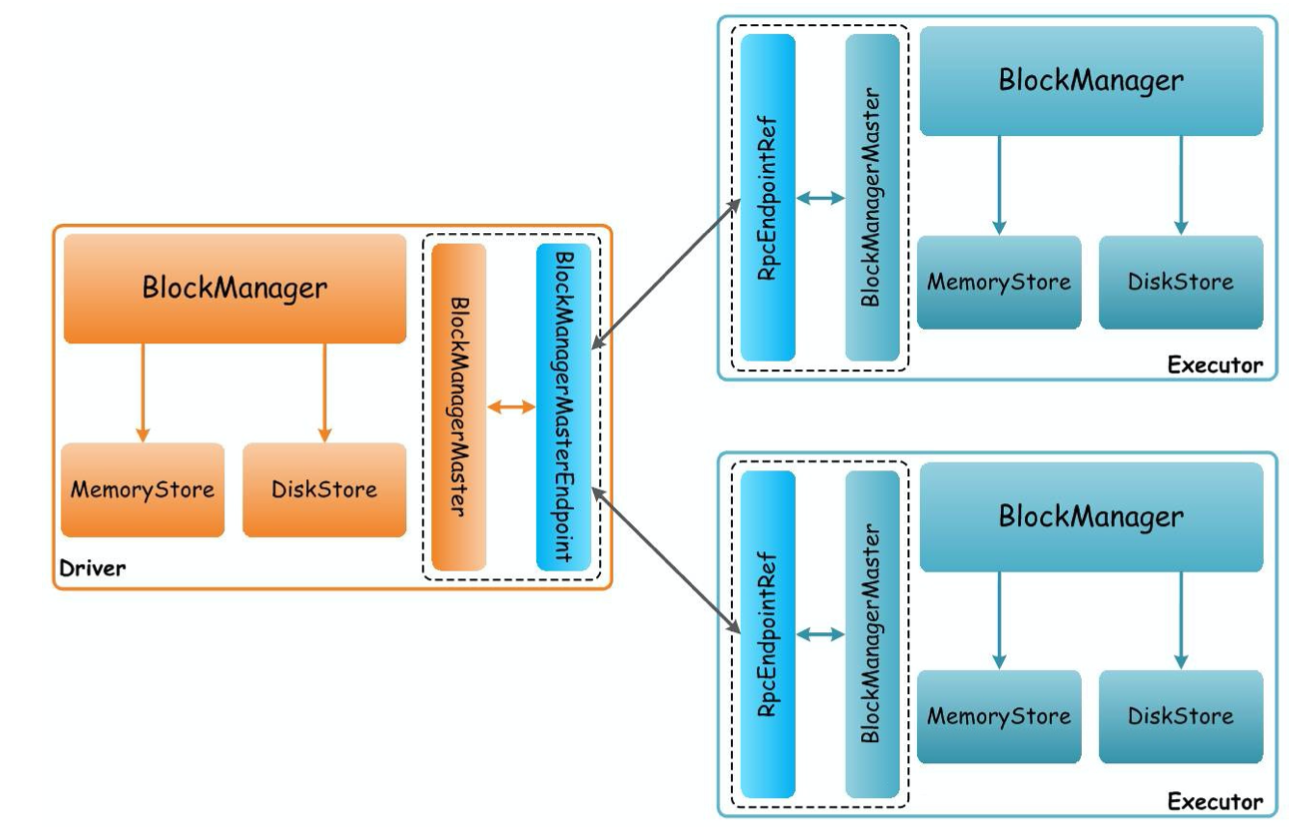 BlockManager
MemoryStore
DiskStore
BlockManagerMaster
BlockManagerMasterEndpoint
Driver
RpcEndpointRef
BlockManagerMaster
BlockManager
MemoryStore
DiskStore
Executor
RpcEndpointRef
BlockManagerMaster
BlockManager
MemoryStore
DiskStore
Executor